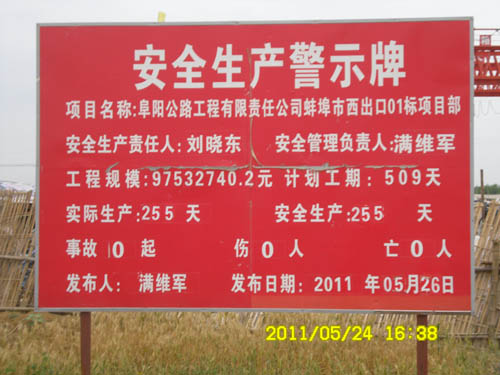 安全生产警示牌
项目名称:阜阳公路工程有限责任公司蚌埠市西出口01标项目部
安全生产责任人:刘晓东 安全管理负责人:满维军
工程规模:97532740.2元 计划工期:509天
实际生产:255 天 安全生产:255 天
事故0起 伤0人 亡0人
发布人:满维军 发布日期:2011年05月26日
2011/05/24 16:38